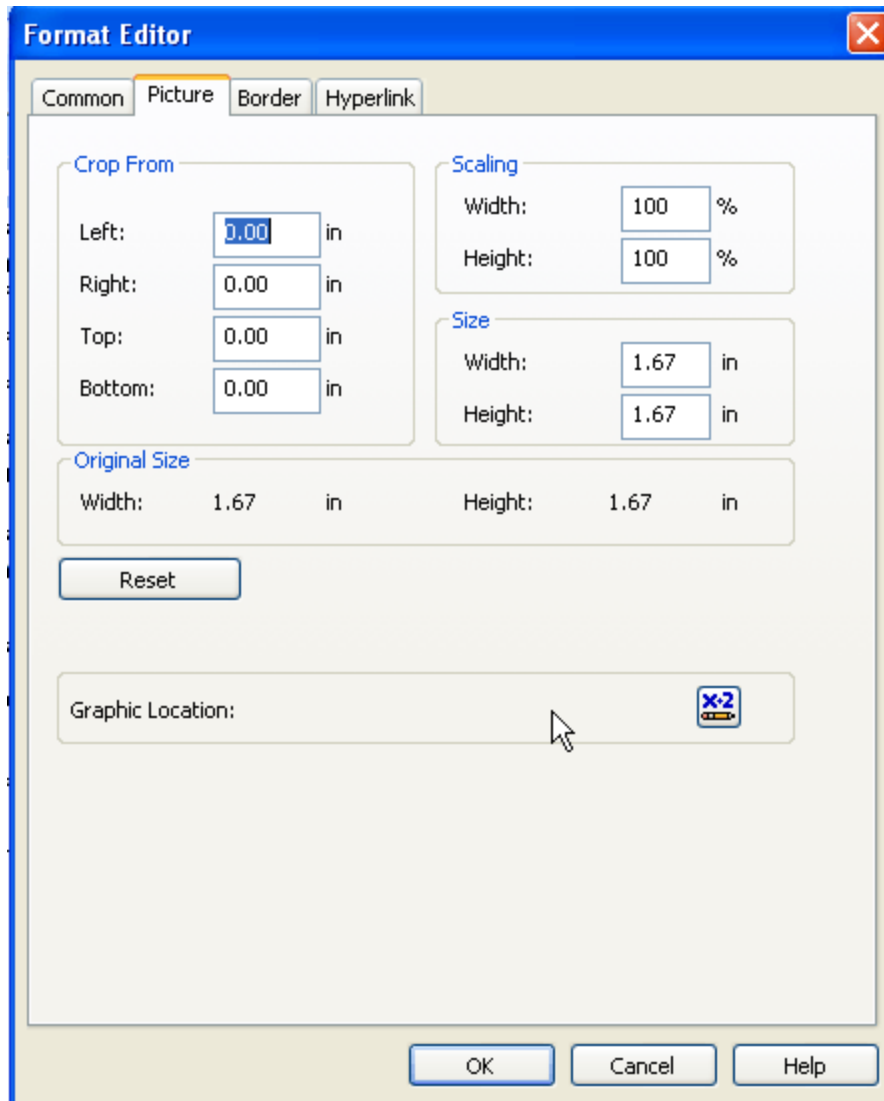 Format Editor
Common Picture Border Hyperlink
Crop From
Left: 0.00 in
Right: 0.00 in
Top: 0.00 in
Bottom: 0.00 in
Scaling
Width: 100 %
Height: 100 %
Size
Width: 1.67 in
Height: 1.67 in
Original Size
Width: 1.67 in Height: 1.67 in
Reset
Graphic Location: X+2
OK Cancel Help